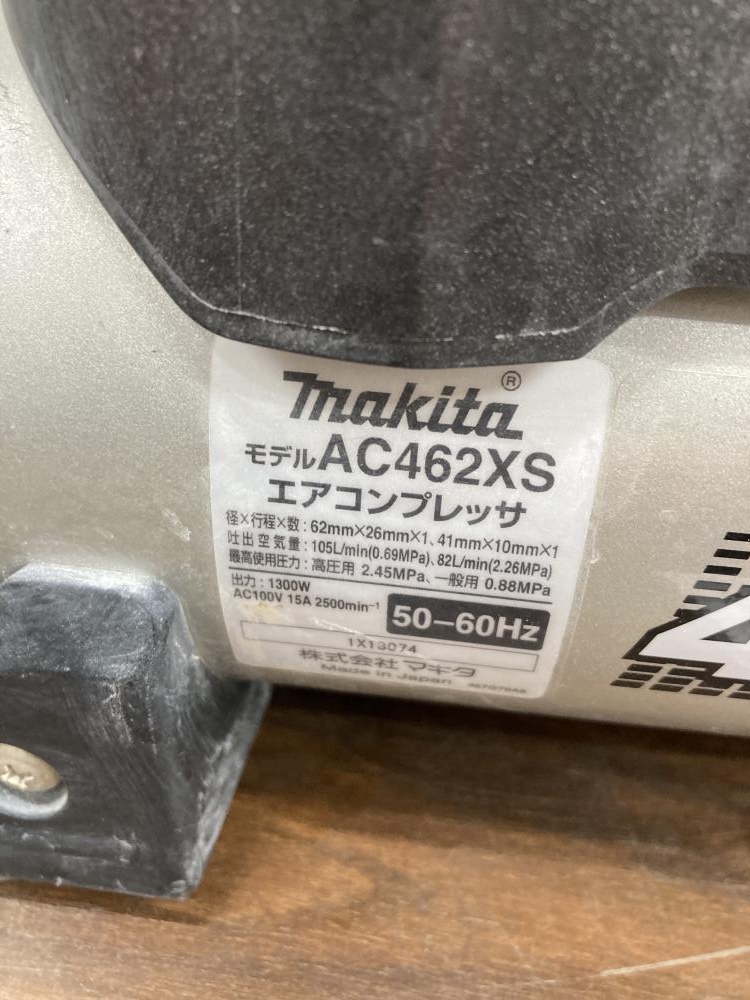 makita®
モデルAC462XS
エアコンプレッサ
径×行程×数：62mm×26mm×1、41mm×10mm×1
吐出空気量：105L/min(0.69MPa)、82L/min(2.26MPa)
最高使用圧力：高圧用 2.45MPa、一般用 0.88MPa
出力：1300W
AC100V 15A 2500min⁻¹
50–60Hz
1X13074
株式会社マキタ
Made in Japan